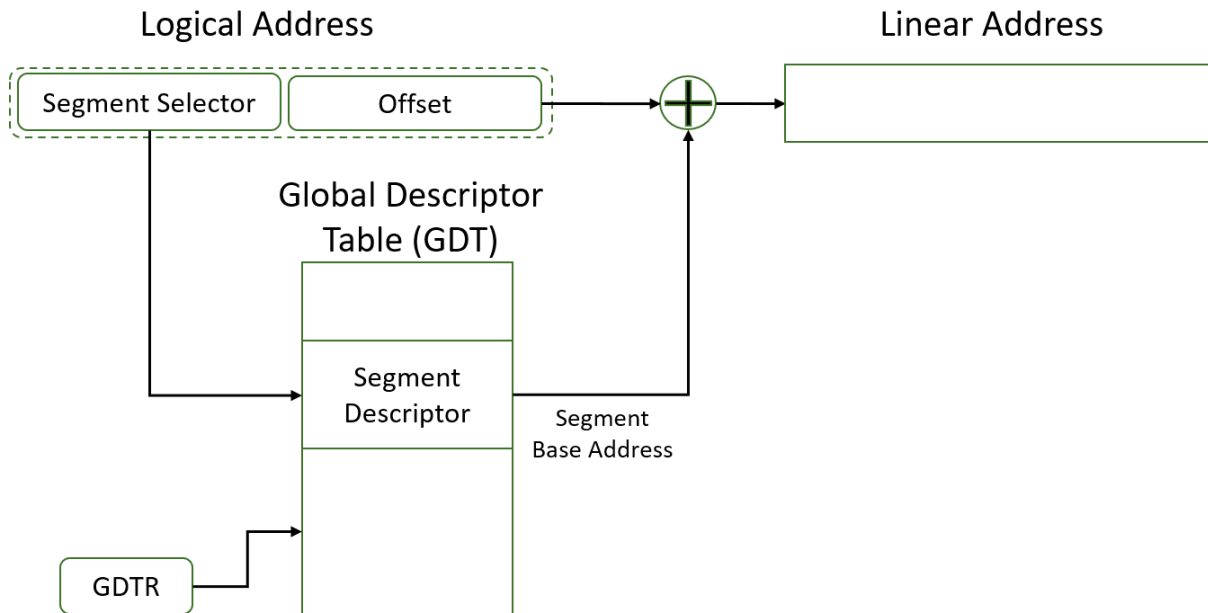 Logical Address
Linear Address
Segment Selector
Offset
Global Descriptor
Table (GDT)
Segment
Descriptor
Segment
Base Address
GDTR